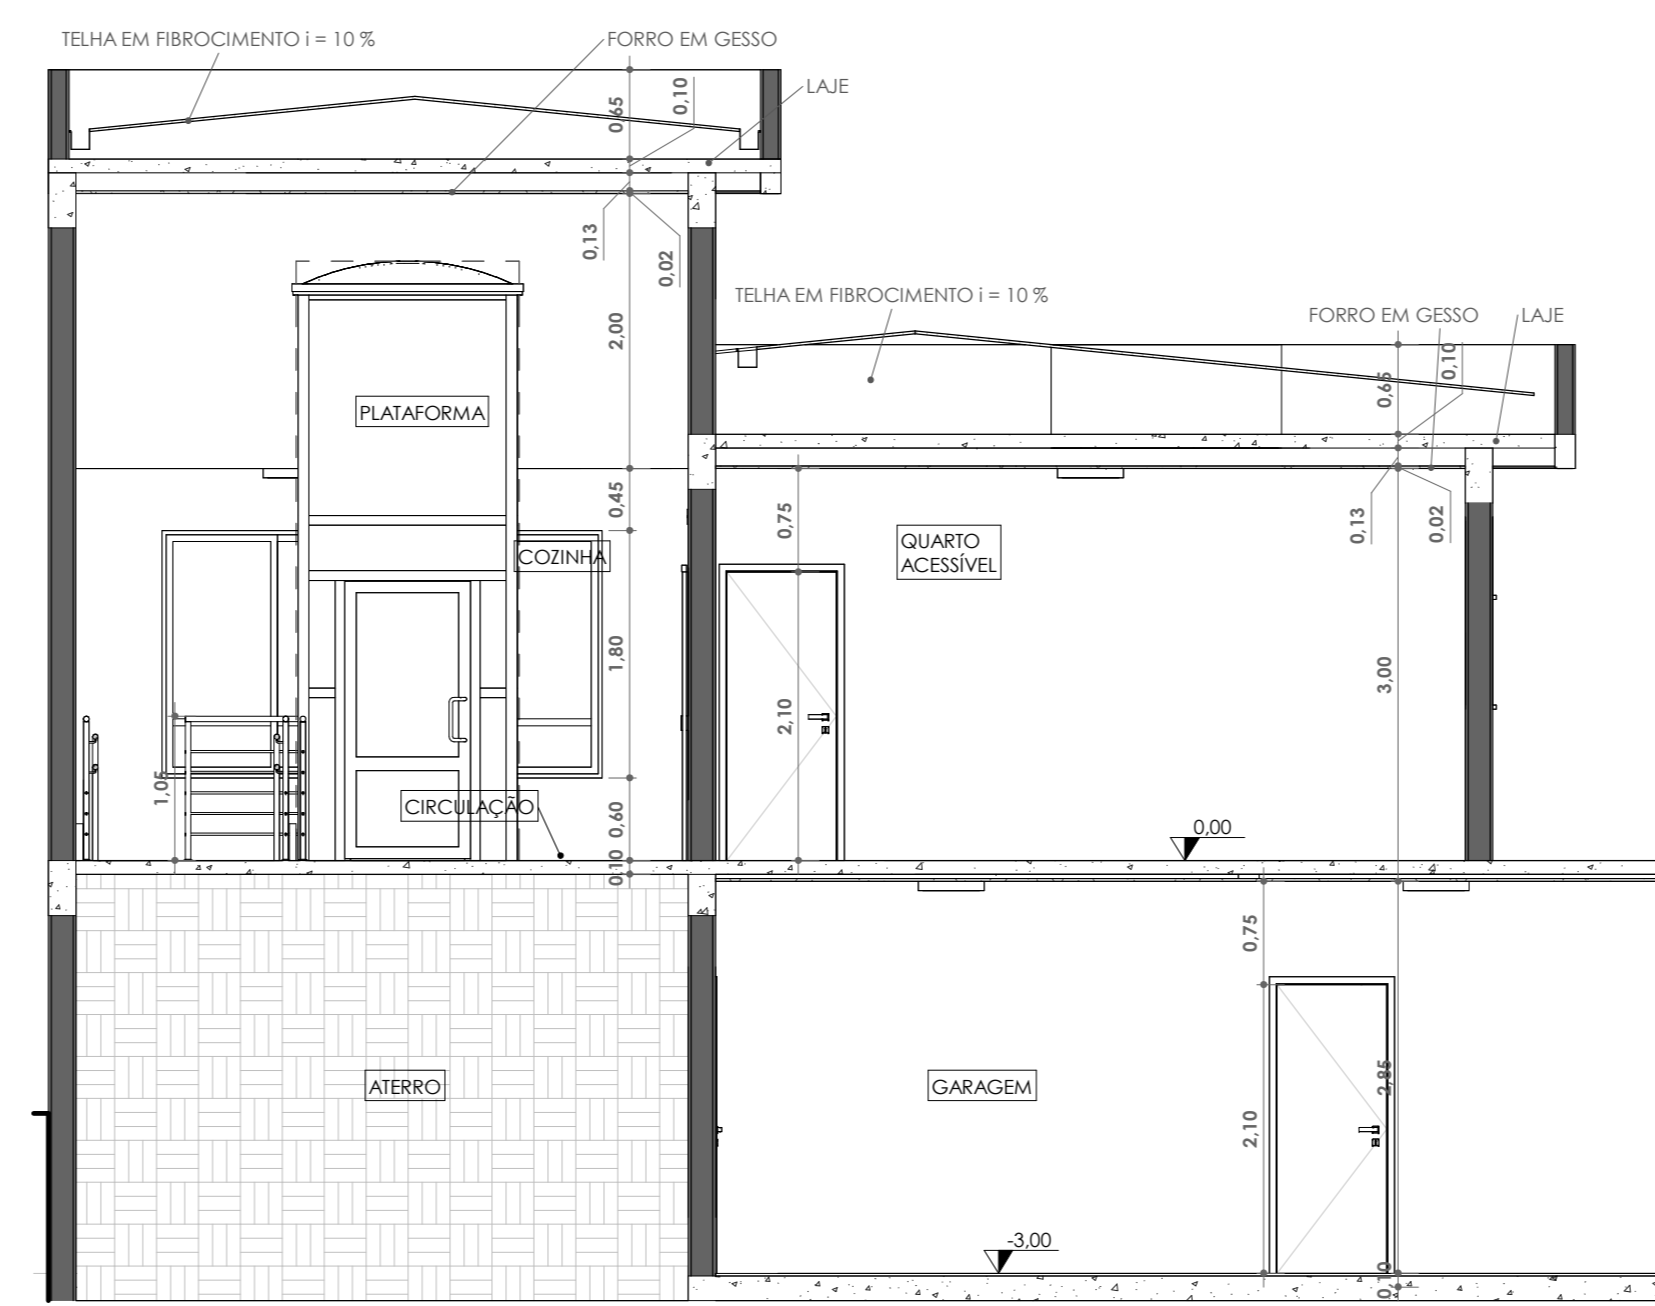 TELHA EM FIBROCIMENTO i = 10 %
FORRO EM GESSO
LAJE
0,65
0,10
0,13
0,02
2,00
TELHA EM FIBROCIMENTO i = 10 %
FORRO EM GESSO
LAJE
0,65
0,10
PLATAFORMA
0,45
0,75
0,13
0,02
QUARTO
ACESSÍVEL
COZINHA
1,80
2,10
3,00
1,05
CIRCULAÇÃO
0,60
0,10
0,00
0,75
ATERRO
GARAGEM
2,10
2,85
-3,00
0,10